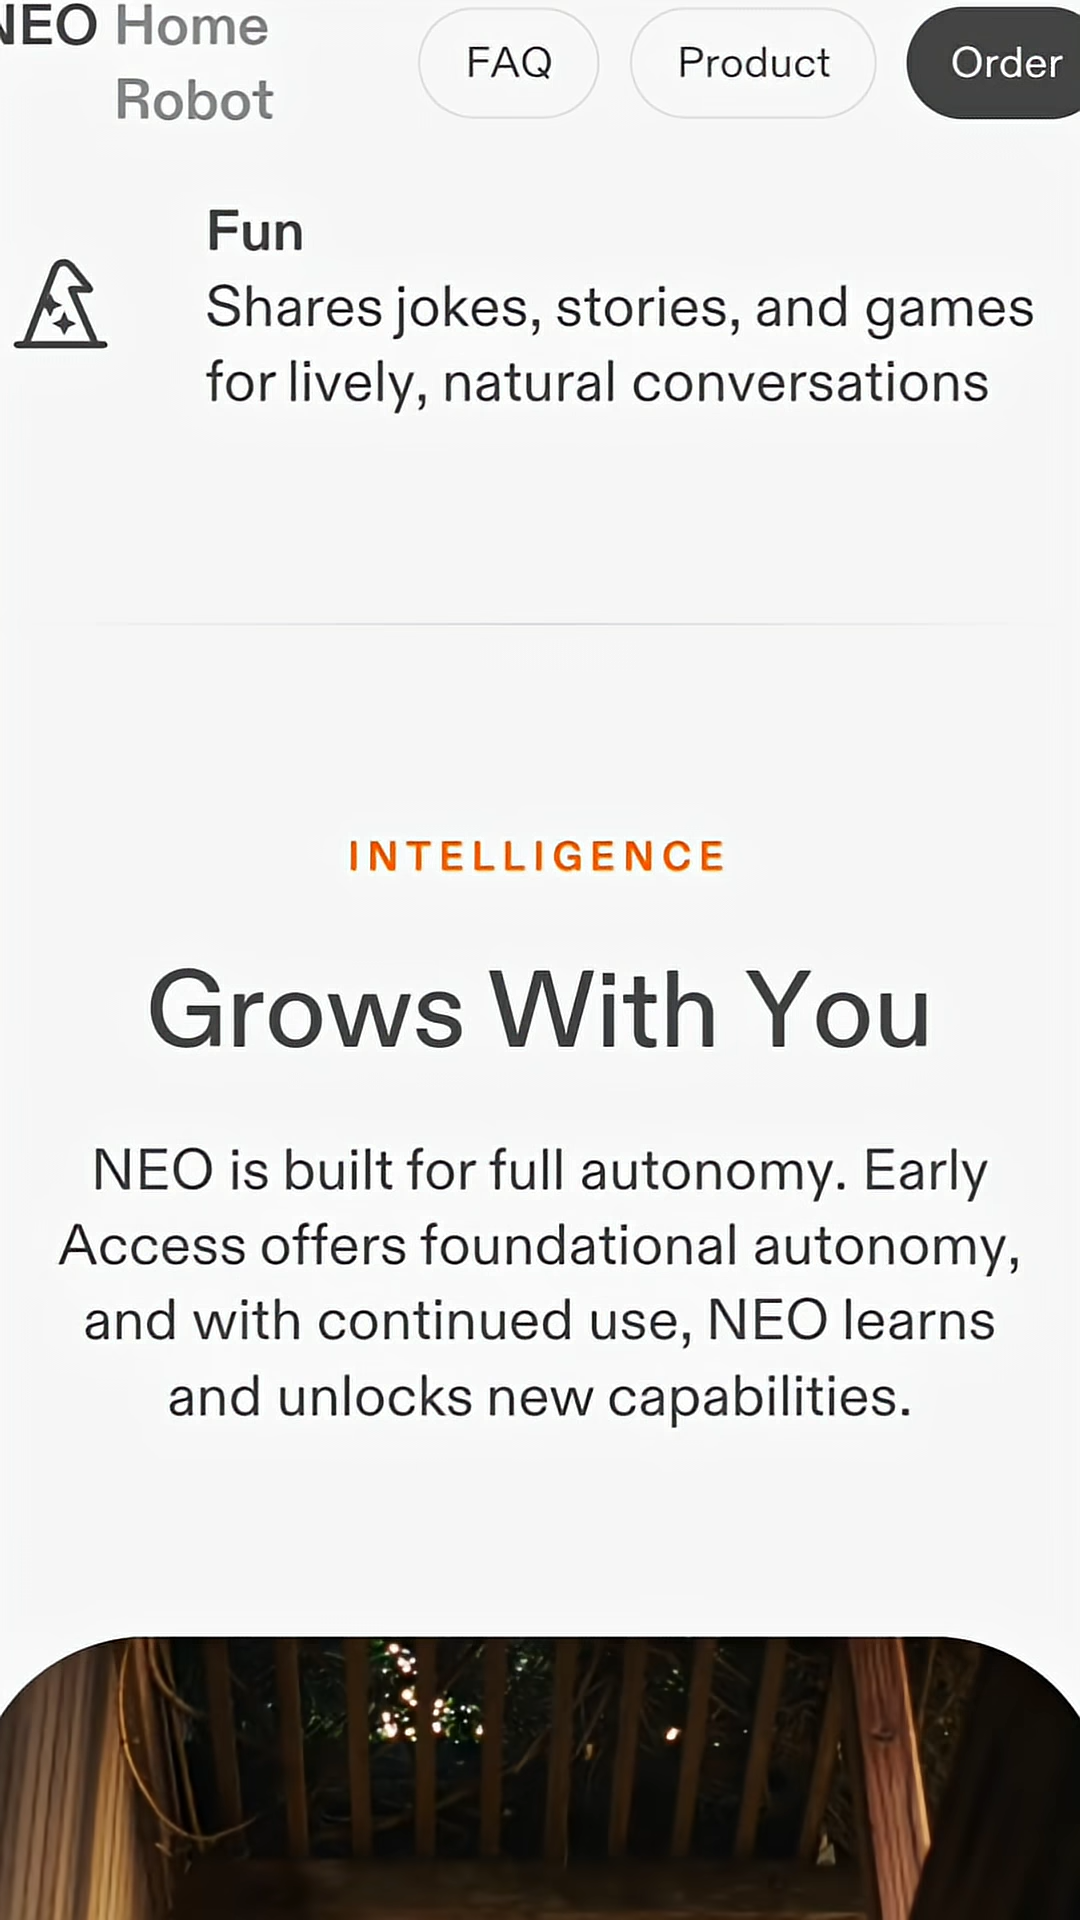 NEO Home
Robot
FAQ
Product
Order
Fun
Shares jokes, stories, and games
for lively, natural conversations
INTELLIGENCE
Grows With You
NEO is built for full autonomy. Early
Access offers foundational autonomy,
and with continued use, NEO learns
and unlocks new capabilities.